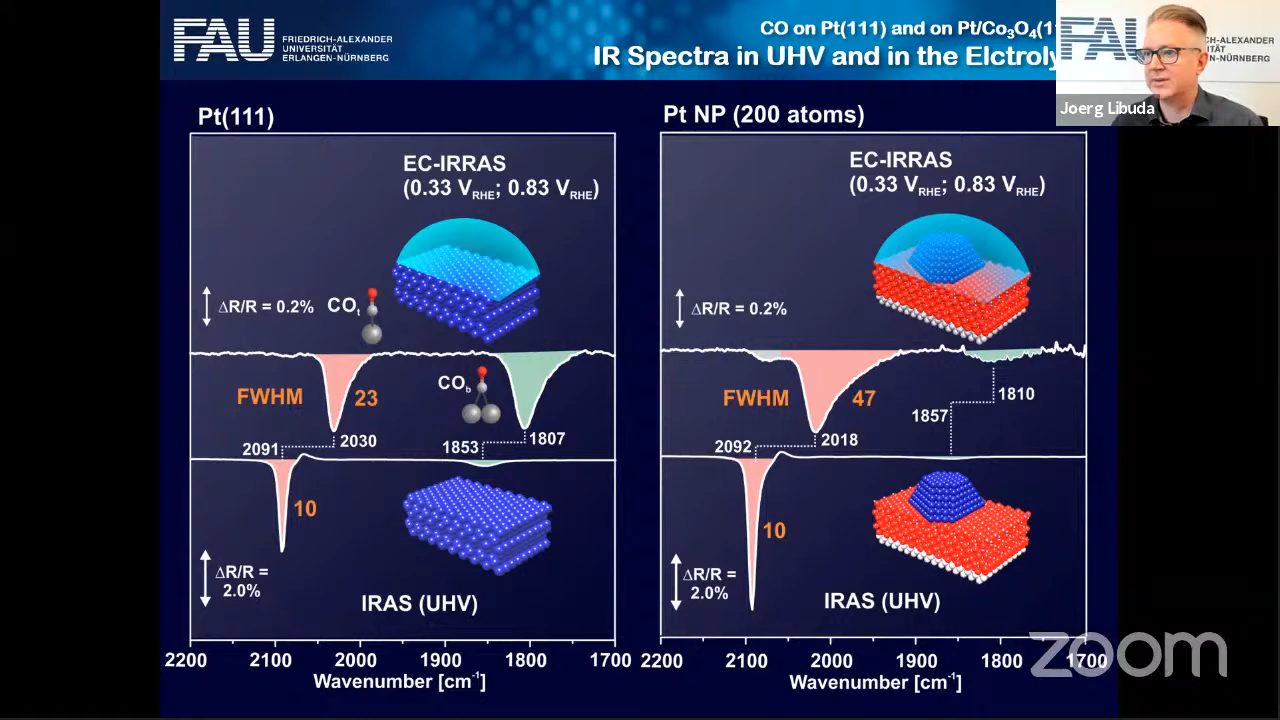 FAU
FRIEDRICH-ALEXANDER
UNIVERSITÄT
ERLANGEN-NÜRNBERG
CO on Pt(111) and on Pt/Co₃O₄(1
IR Spectra in UHV and in the Elctroly
FAU
CH-ALEXANDER
ITÄT
N-NÜRNBERG
Joerg Libuda
Pt(111)
EC-IRRAS
(0.33 V_RHE; 0.83 V_RHE)
ΔR/R = 0.2%
CO_t
CO_b
FWHM
23
2091
2030
1853
1807
10
ΔR/R =
2.0%
IRAS (UHV)
2200
2100
2000
1900
1800
1700
Wavenumber [cm⁻¹]
Pt NP (200 atoms)
EC-IRRAS
(0.33 V_RHE; 0.83 V_RHE)
ΔR/R = 0.2%
FWHM
47
1857
1810
2092
2018
10
ΔR/R =
2.0%
IRAS (UHV)
2200
2100
2000
1900
1800
1700
Wavenumber [cm⁻¹]
zoom